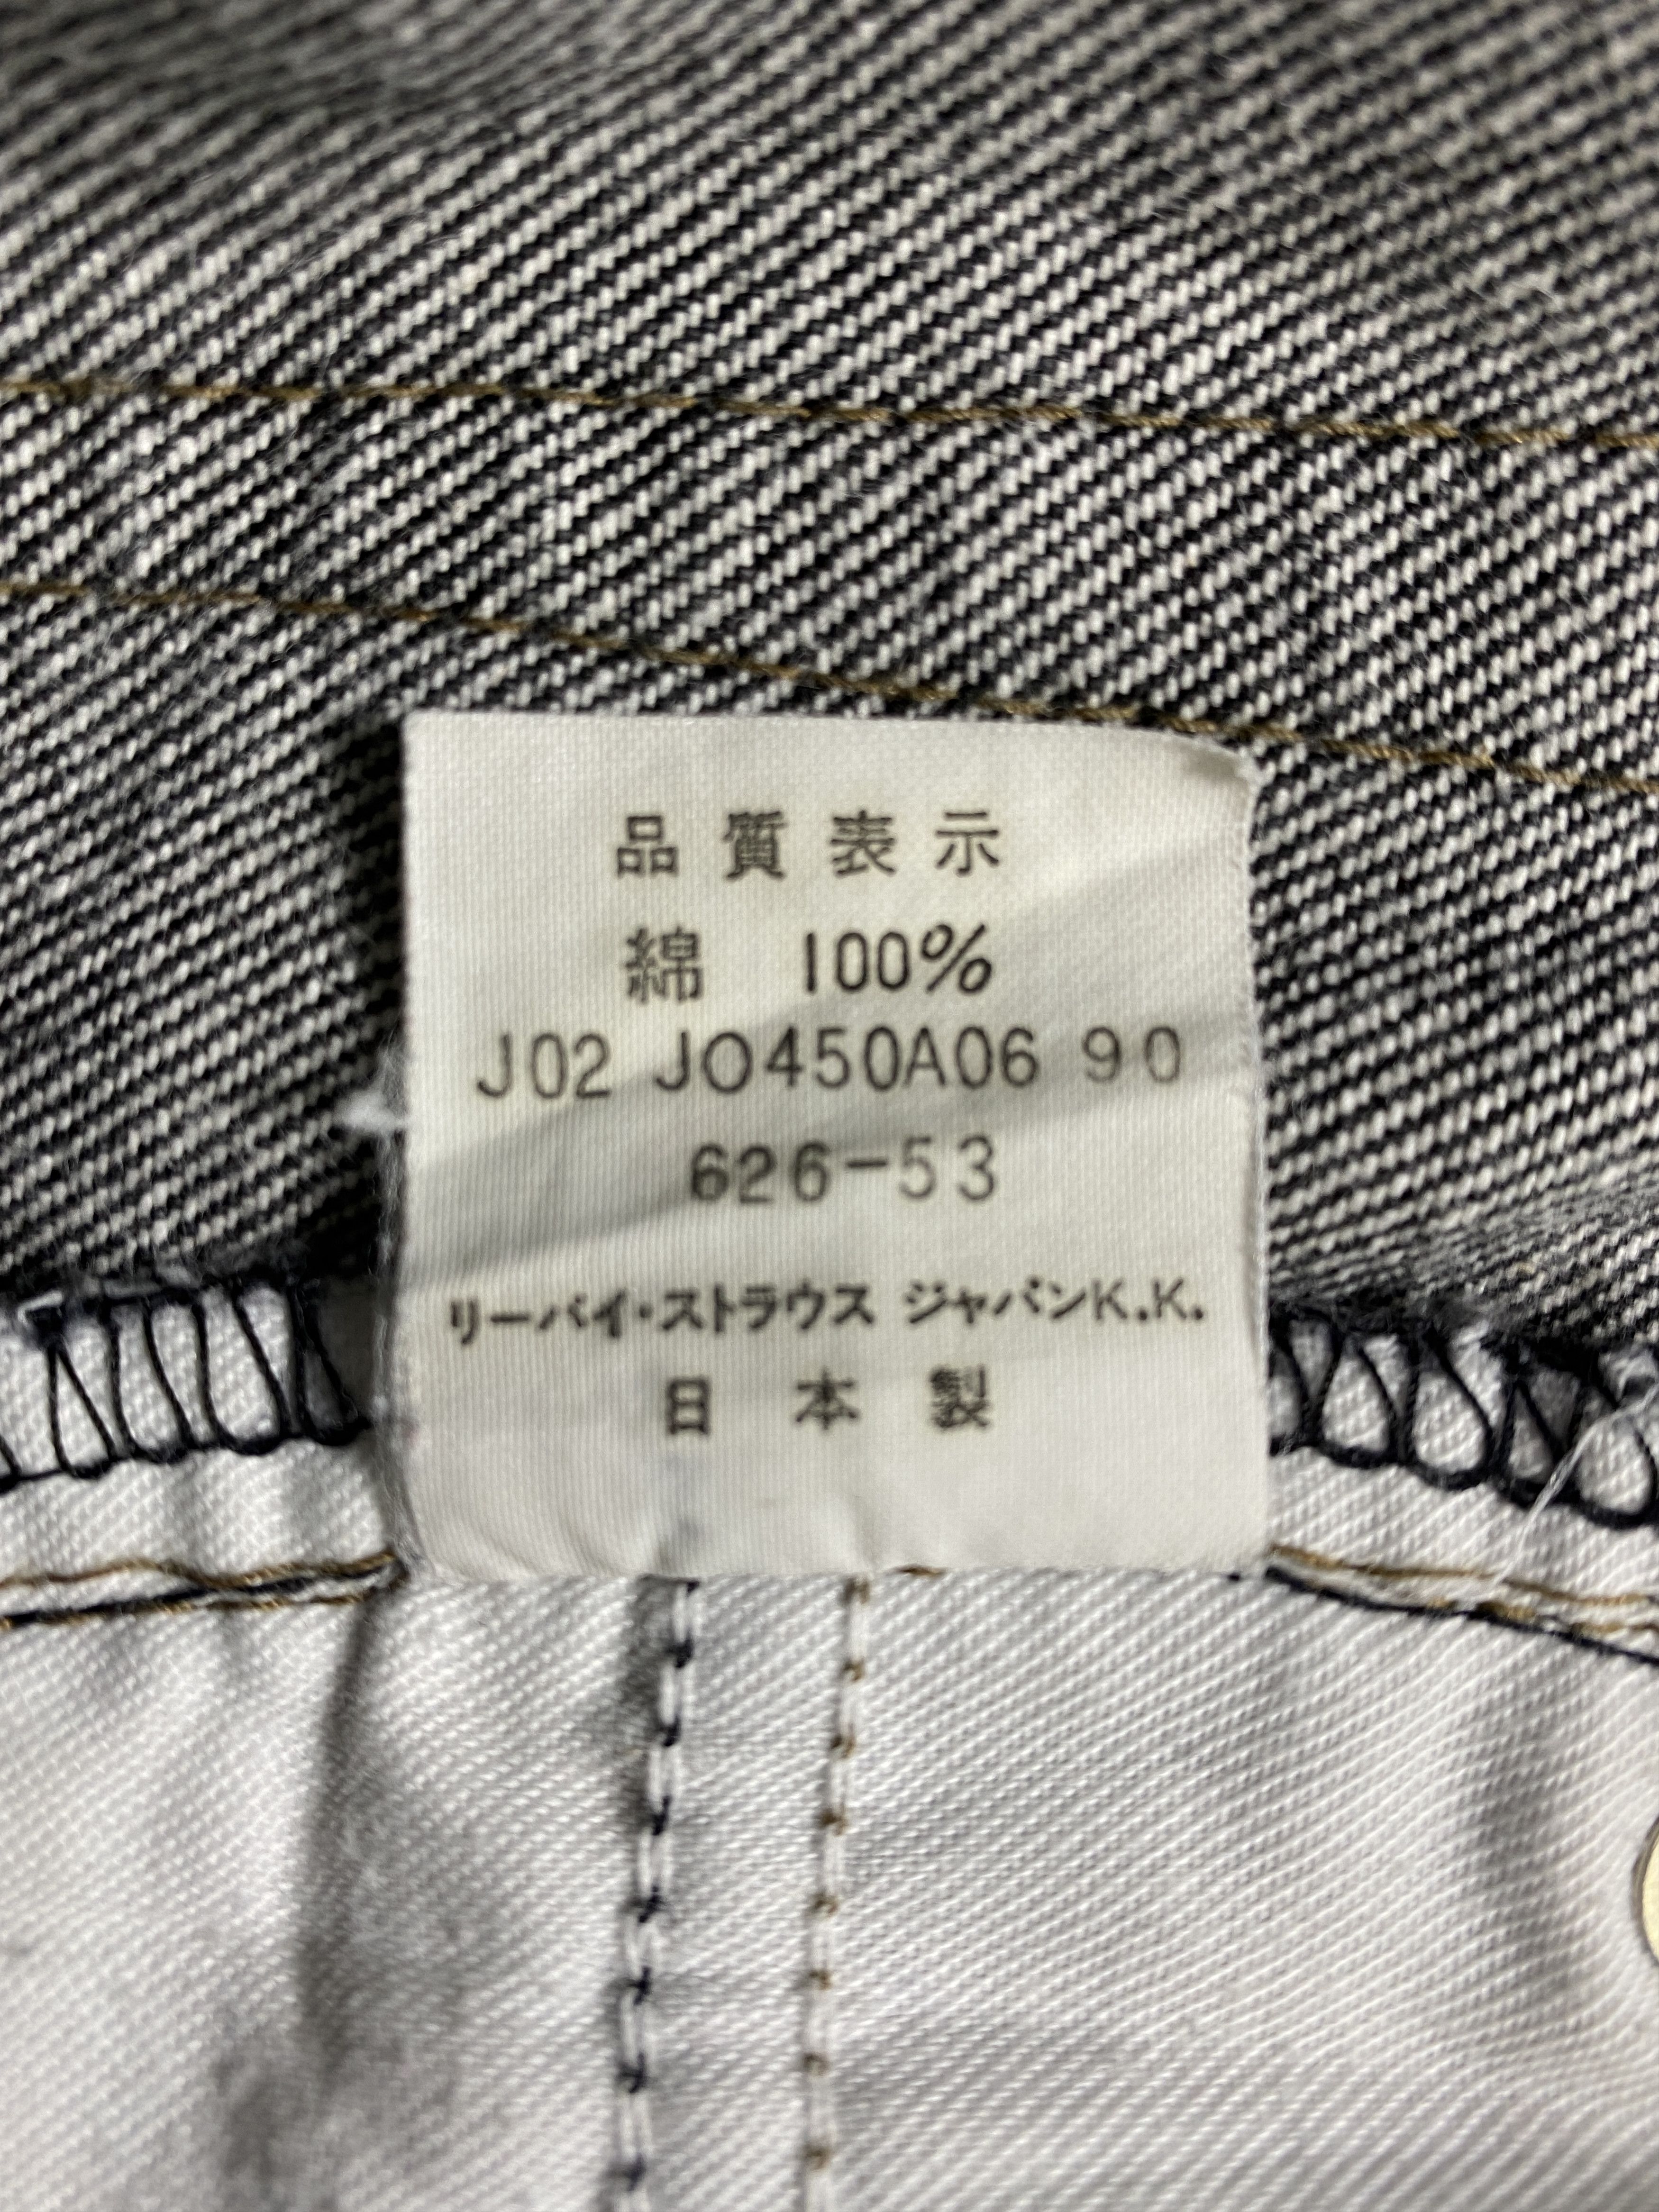 品質表示
綿 100%
J02 JO450A06 90
626-53
リーバイ・ストラウス ジャパンK.K.
日本製